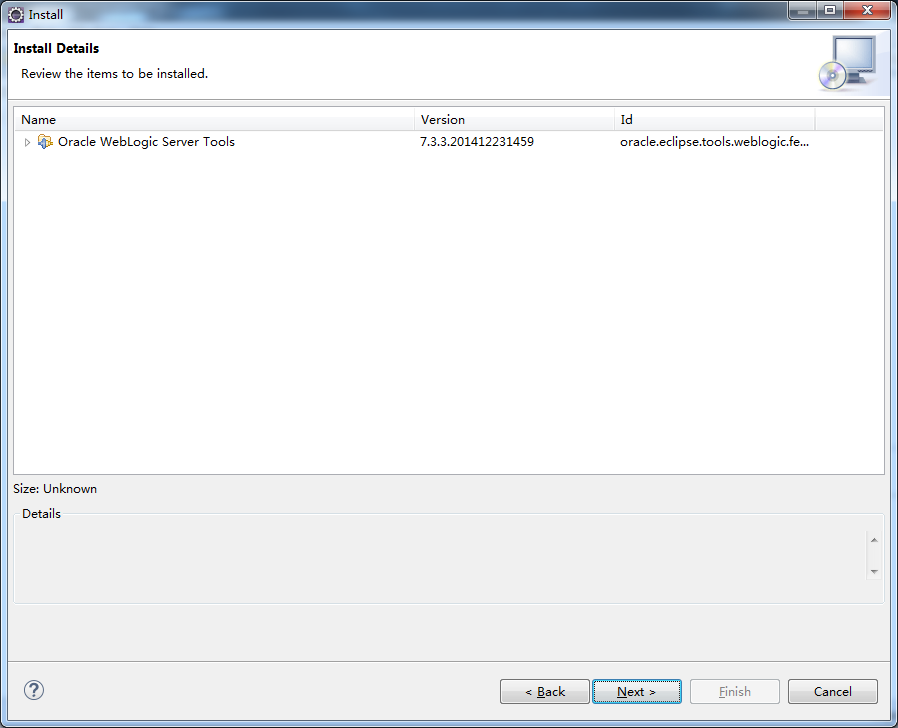 Install
Install Details
Review the items to be installed.
Name Version Id
Oracle WebLogic Server Tools 7.3.3.201412231459 oracle.eclipse.tools.weblogic.fe...
Size: Unknown
Details
? < Back Next > Finish Cancel